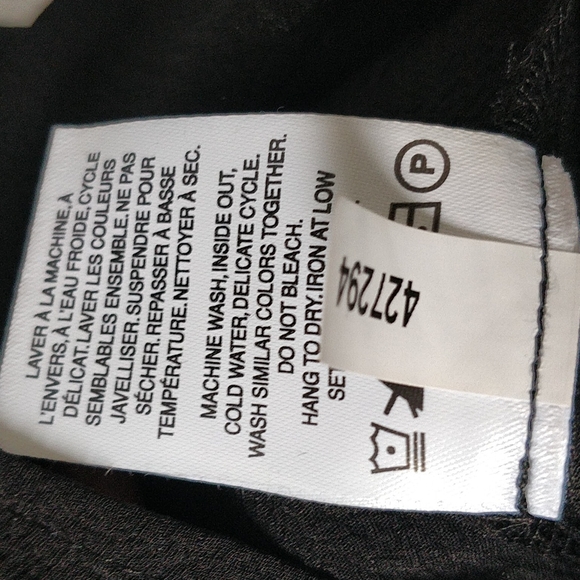 LAVER À LA MACHINE,À
L'ENVERS, À L'EAU FROIDE,CYCLE
DÉLICAT.LAVER LES COULEURS
SEMBLABLES ENSEMBLE.NE PAS
JAVELLISER.SUSPENDRE POUR
SÉCHER.REPASSER À BASSE
TEMPÉRATURE.NETTOYER À SEC.
MACHINE WASH,INSIDE OUT,
COLD WATER,DELICATE CYCLE.
WASH SIMILAR COLORS TOGETHER.
DO NOT BLEACH.
HANG TO DRY.IRON AT LOW
427294
P